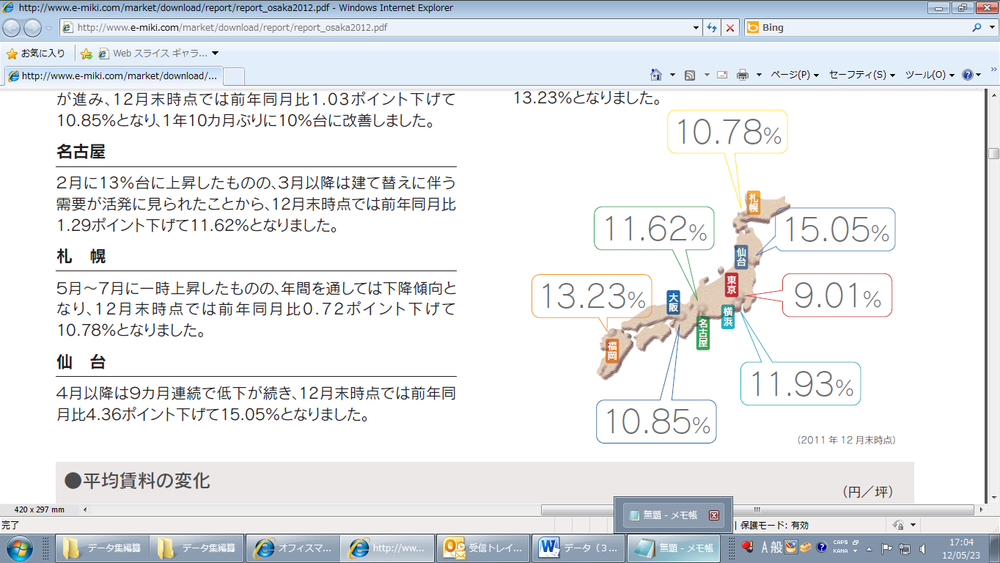 http://www.e-miki.com/market/download/report/report_osaka2012.pdf - Windows Internet Explorer
http://www.e-miki.com/market/download/report/report_osaka2012.pdf
Bing
お気に入り
Web スライス ギャラ...
http://www.e-miki.com/market/download/...
ページ(P)
セーフティ(S)
ツール(O)
が進み、12月末時点では前年同月比1.03ポイント下げて
10.85%となり、1年10カ月ぶりに10%台に改善しました。
名古屋
2月に13%台に上昇したものの、3月以降は建て替えに伴う
需要が活発に見られたことから、12月末時点では前年同月比
1.29ポイント下げて11.62%となりました。
札 幌
5月～7月に一時上昇したものの、年間を通しては下降傾向と
なり、12月末時点では前年同月比0.72ポイント下げて
10.78%となりました。
仙 台
4月以降は9カ月連続で低下が続き、12月末時点では前年同
月比4.36ポイント下げて15.05%となりました。
13.23%となりました。
10.78%
札幌
11.62%
15.05%
仙台
13.23%
大阪
東京
9.01%
名古屋
横浜
福岡
11.93%
10.85%
(2011 年 12 月末時点)
●平均賃料の変化
(円／坪)
420 x 297 mm
無題 - メモ帳
完了
保護モード: 有効
データ集編纂
データ集編纂
オフィスマ...
http://ww...
受信トレイ...
データ（３...
無題 - メモ帳
A 般
CAPS
KANA
17:04
12/05/23